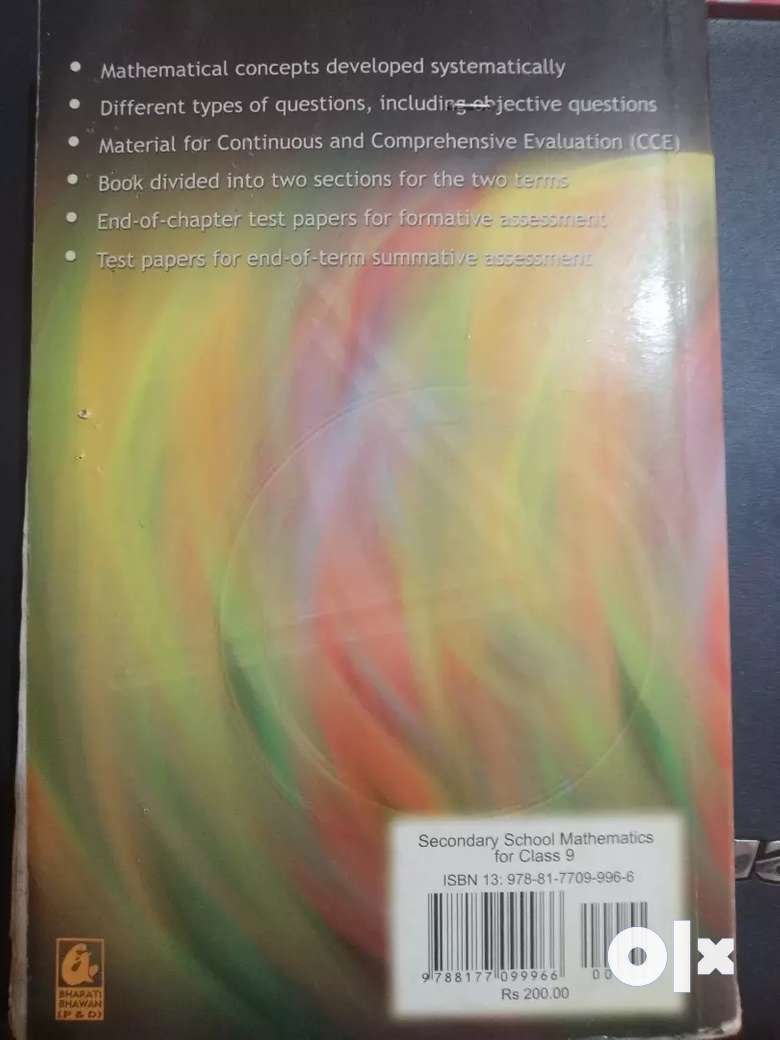 • Mathematical concepts developed systematically
• Different types of questions, including objective questions
• Material for Continuous and Comprehensive Evaluation (CCE)
• Book divided into two sections for the two terms
• End-of-chapter test papers for formative assessment
• Test papers for end-of-term summative assessment
Secondary School Mathematics
for Class 9
ISBN 13: 978-81-7709-996-6
9 788177 099966
Rs 200.00
BHARATI
BHAWAN
(P & D)
olx